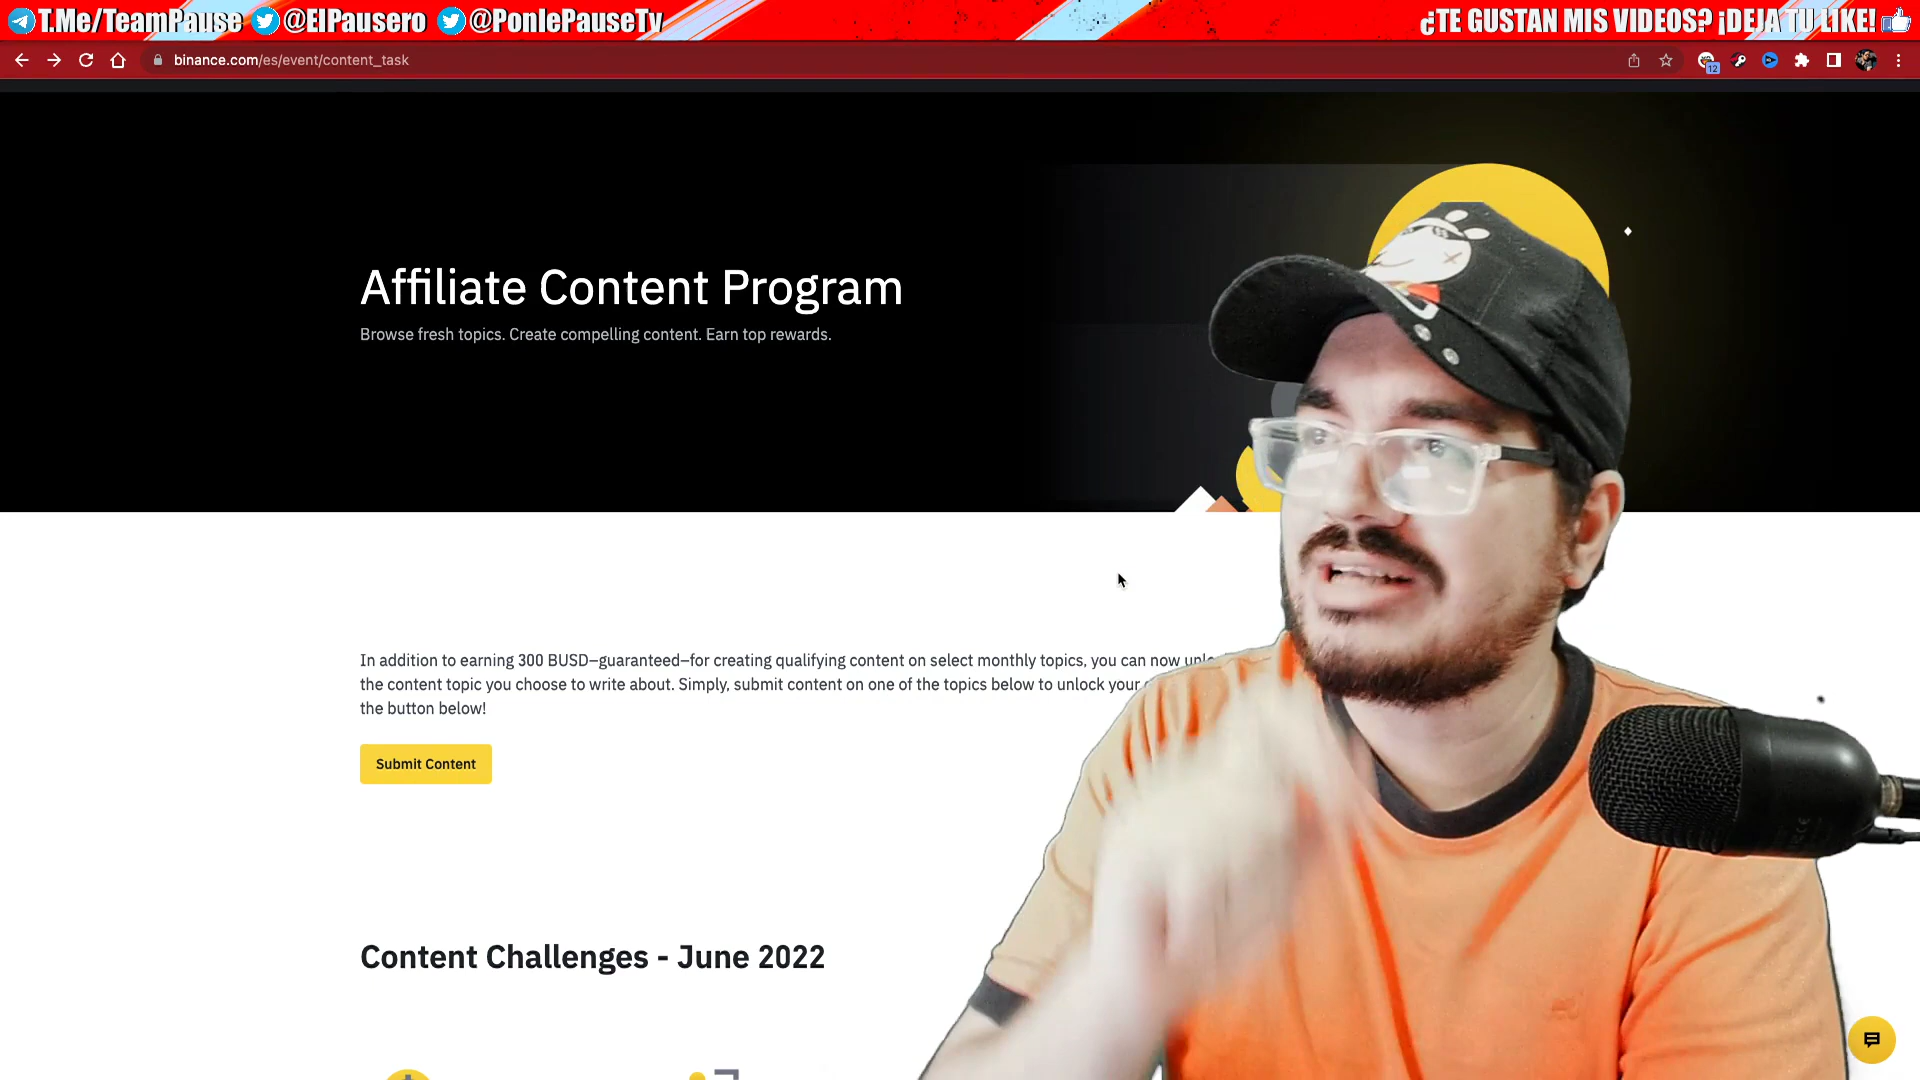 T.Me/TeamPause @ElPausero @PonlePauseTv
¿TE GUSTAN MIS VIDEOS? ¡DEJA TU LIKE!
binance.com/es/event/content_task
12
Affiliate Content Program
Browse fresh topics. Create compelling content. Earn top rewards.
In addition to earning 300 BUSD–guaranteed–for creating qualifying content on select monthly topics, you can now
the content topic you choose to write about. Simply, submit content on one of the topics below to unlock your
the button below!
Submit Content
Content Challenges - June 2022